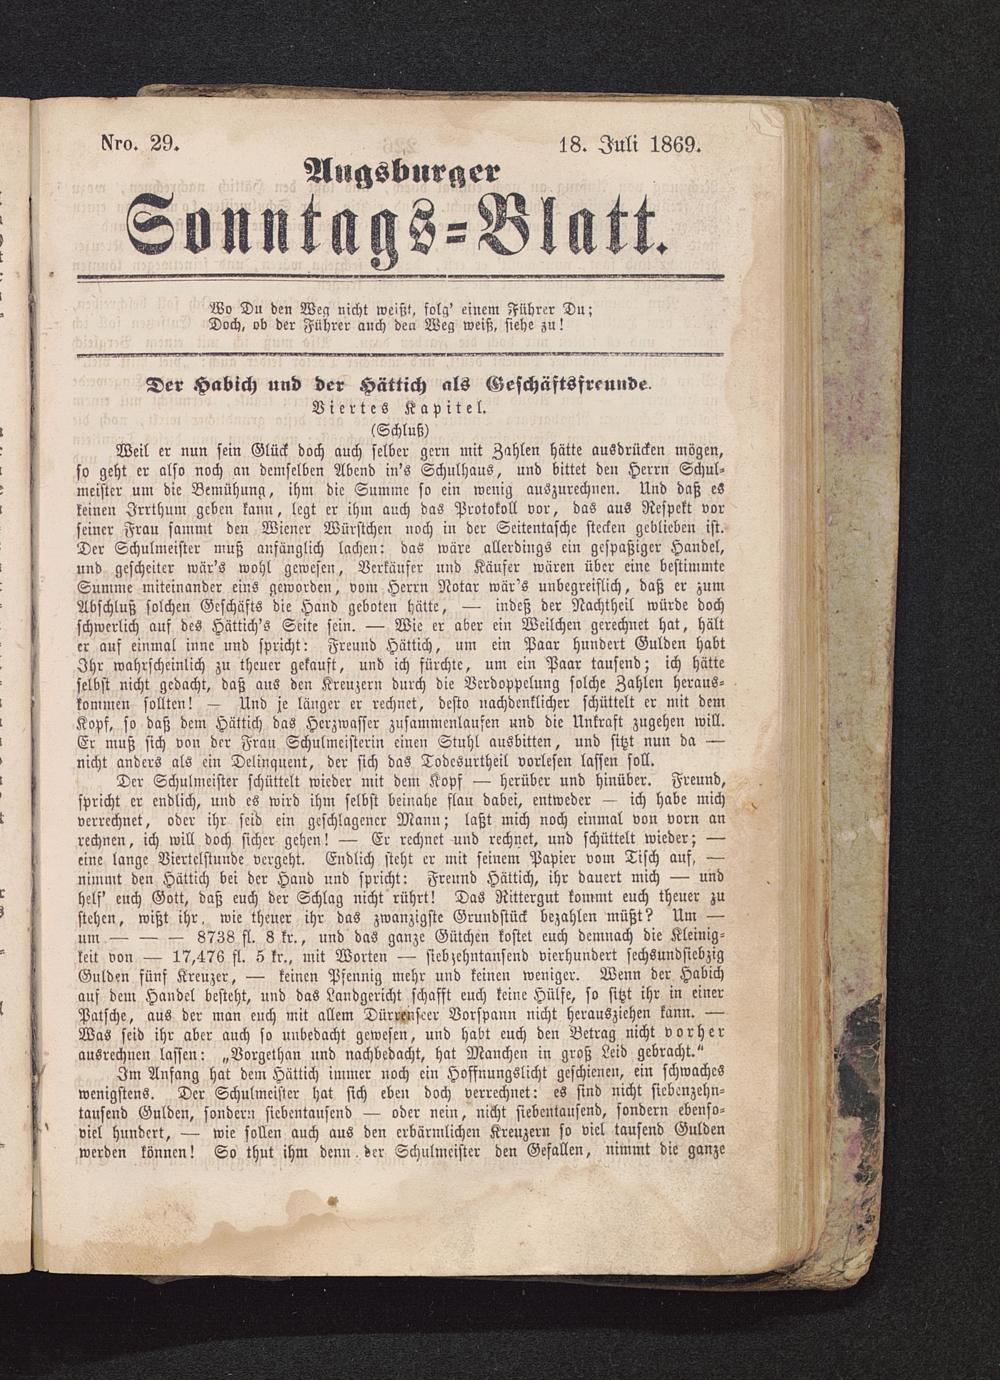 Nro. 29.
18. Juli 1869.
Augsburger
Sonntags=Blatt.
Wo Du den Weg nicht weißt, folg' einem Führer Du;
Doch, ob der Führer auch den Weg weiß, siehe zu!
Der Habich und der Hättich als Geschäftsfreunde.
Viertes Kapitel.
(Schluß)
Weil er nun sein Glück doch auch selber gern mit Zahlen hätte ausdrücken mögen,
so geht er also noch an demselben Abend in's Schulhaus, und bittet den Herrn Schul=
meister um die Bemühung, ihm die Summe so ein wenig auszurechnen. Und daß es
keinen Irrthum geben kann, legt er ihm auch das Protokoll vor, das aus Respekt vor
seiner Frau sammt den Wiener Würstchen noch in der Seitentasche stecken geblieben ist.
Der Schulmeister muß anfänglich lachen: das wäre allerdings ein gespaßiger Handel,
und gescheiter wär's wohl gewesen, Verkäufer und Käufer wären über eine bestimmte
Summe miteinander eins geworden, vom Herrn Notar wär's unbegreiflich, daß er zum
Abschluß solchen Geschäfts die Hand geboten hätte, — indeß der Nachtheil würde doch
schwerlich auf des Hättich's Seite sein. — Wie er aber ein Weilchen gerechnet hat, hält
er auf einmal inne und spricht: Freund Hättich, um ein Paar hundert Gulden habt
Ihr wahrscheinlich zu theuer gekauft, und ich fürchte, um ein Paar tausend; ich hätte
selbst nicht gedacht, daß aus den Kreuzern durch die Verdoppelung solche Zahlen heraus=
kommen sollten! — Und je länger er rechnet, desto nachdenklicher schüttelt er mit dem
Kopf, so daß dem Hättich das Herzwasser zusammenlaufen und die Unkraft zugehen will.
Er muß sich von der Frau Schulmeisterin einen Stuhl ausbitten, und sitzt nun da —
nicht anders als ein Delinquent, der sich das Todesurtheil vorlesen lassen soll.
Der Schulmeister schüttelt wieder mit dem Kopf — herüber und hinüber. Freund,
spricht er endlich, und es wird ihm selbst beinahe flau dabei, entweder — ich habe mich
verrechnet, oder ihr seid ein geschlagener Mann; laßt mich noch einmal von vorn an
rechnen, ich will doch sicher gehen! — Er rechnet und rechnet, und schüttelt wieder; —
eine lange Viertelstunde vergeht. Endlich steht er mit seinem Papier vom Tisch auf, —
nimmt den Hättich bei der Hand und spricht: Freund Hättich, ihr dauert mich — und
helf' euch Gott, daß euch der Schlag nicht rührt! Das Rittergut kommt euch theuer zu
stehen, wißt ihr, wie theuer ihr das zwanzigste Grundstück bezahlen müßt? Um —
um — — — 8738 fl. 8 kr., und das ganze Gütchen kostet euch demnach die Kleinig=
keit von — 17,476 fl. 5 kr., mit Worten — siebzehntausend vierhundert sechsundsiebzig
Gulden fünf Kreuzer, — keinen Pfennig mehr und keinen weniger. Wenn der Habich
auf dem Handel besteht, und das Landgericht schafft euch keine Hülfe, so sitzt ihr in einer
Patsche, aus der man euch mit allem Dürrenseer Vorspann nicht herausziehen kann. —
Was seid ihr aber auch so unbedacht gewesen, und habt euch den Betrag nicht vorher
ausrechnen lassen: „Vorgethan und nachbedacht, hat Manchen in groß Leid gebracht.“
Im Anfang hat dem Hättich immer noch ein Hoffnungslicht geschienen, ein schwaches
wenigstens. Der Schulmeister hat sich eben doch verrechnet: es sind nicht siebenzehn=
tausend Gulden, sondern siebentausend — oder nein, nicht siebentausend, sondern ebenso=
viel hundert, — wie sollen auch aus den erbärmlichen Kreuzern so viel tausend Gulden
werden können! So thut ihm denn der Schulmeister den Gefallen, nimmt die ganze